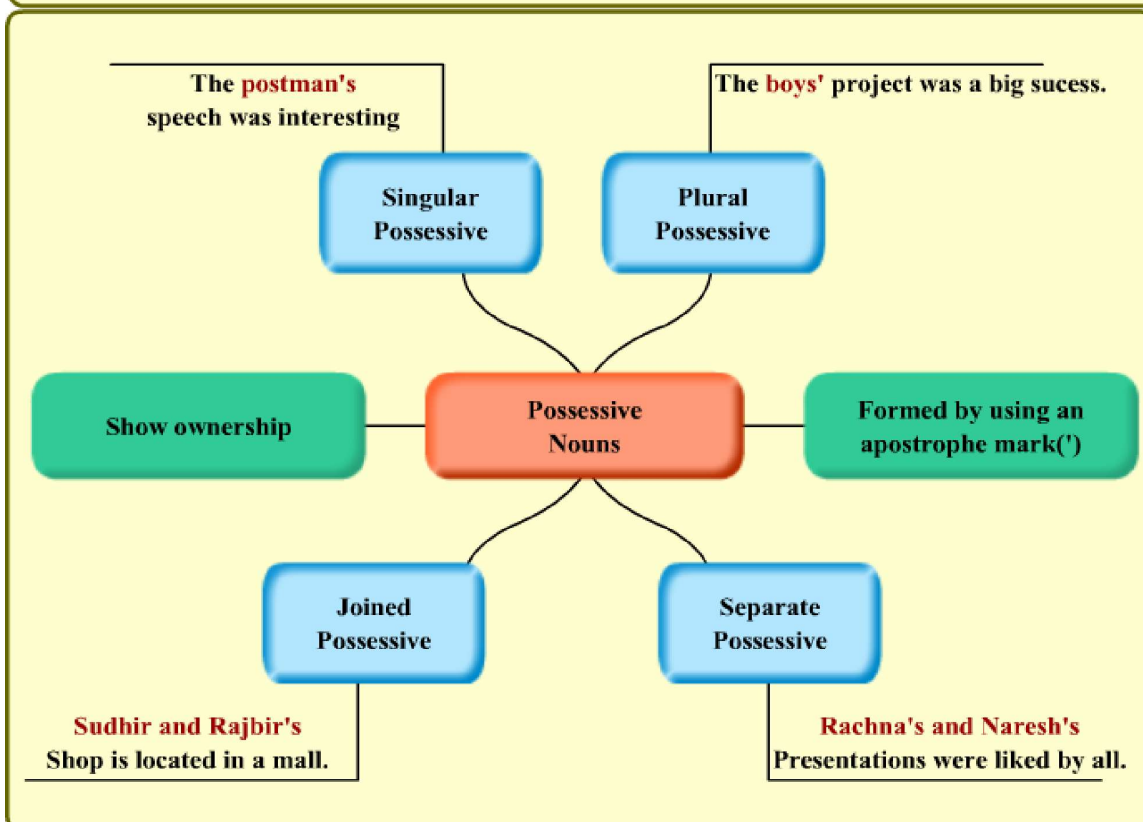 The postman's
speech was interesting
The boys' project was a big sucess.
Singular
Possessive
Plural
Possessive
Show ownership
Possessive
Nouns
Formed by using an
apostrophe mark(')
Joined
Possessive
Separate
Possessive
Sudhir and Rajbir's
Shop is located in a mall.
Rachna's and Naresh's
Presentations were liked by all.